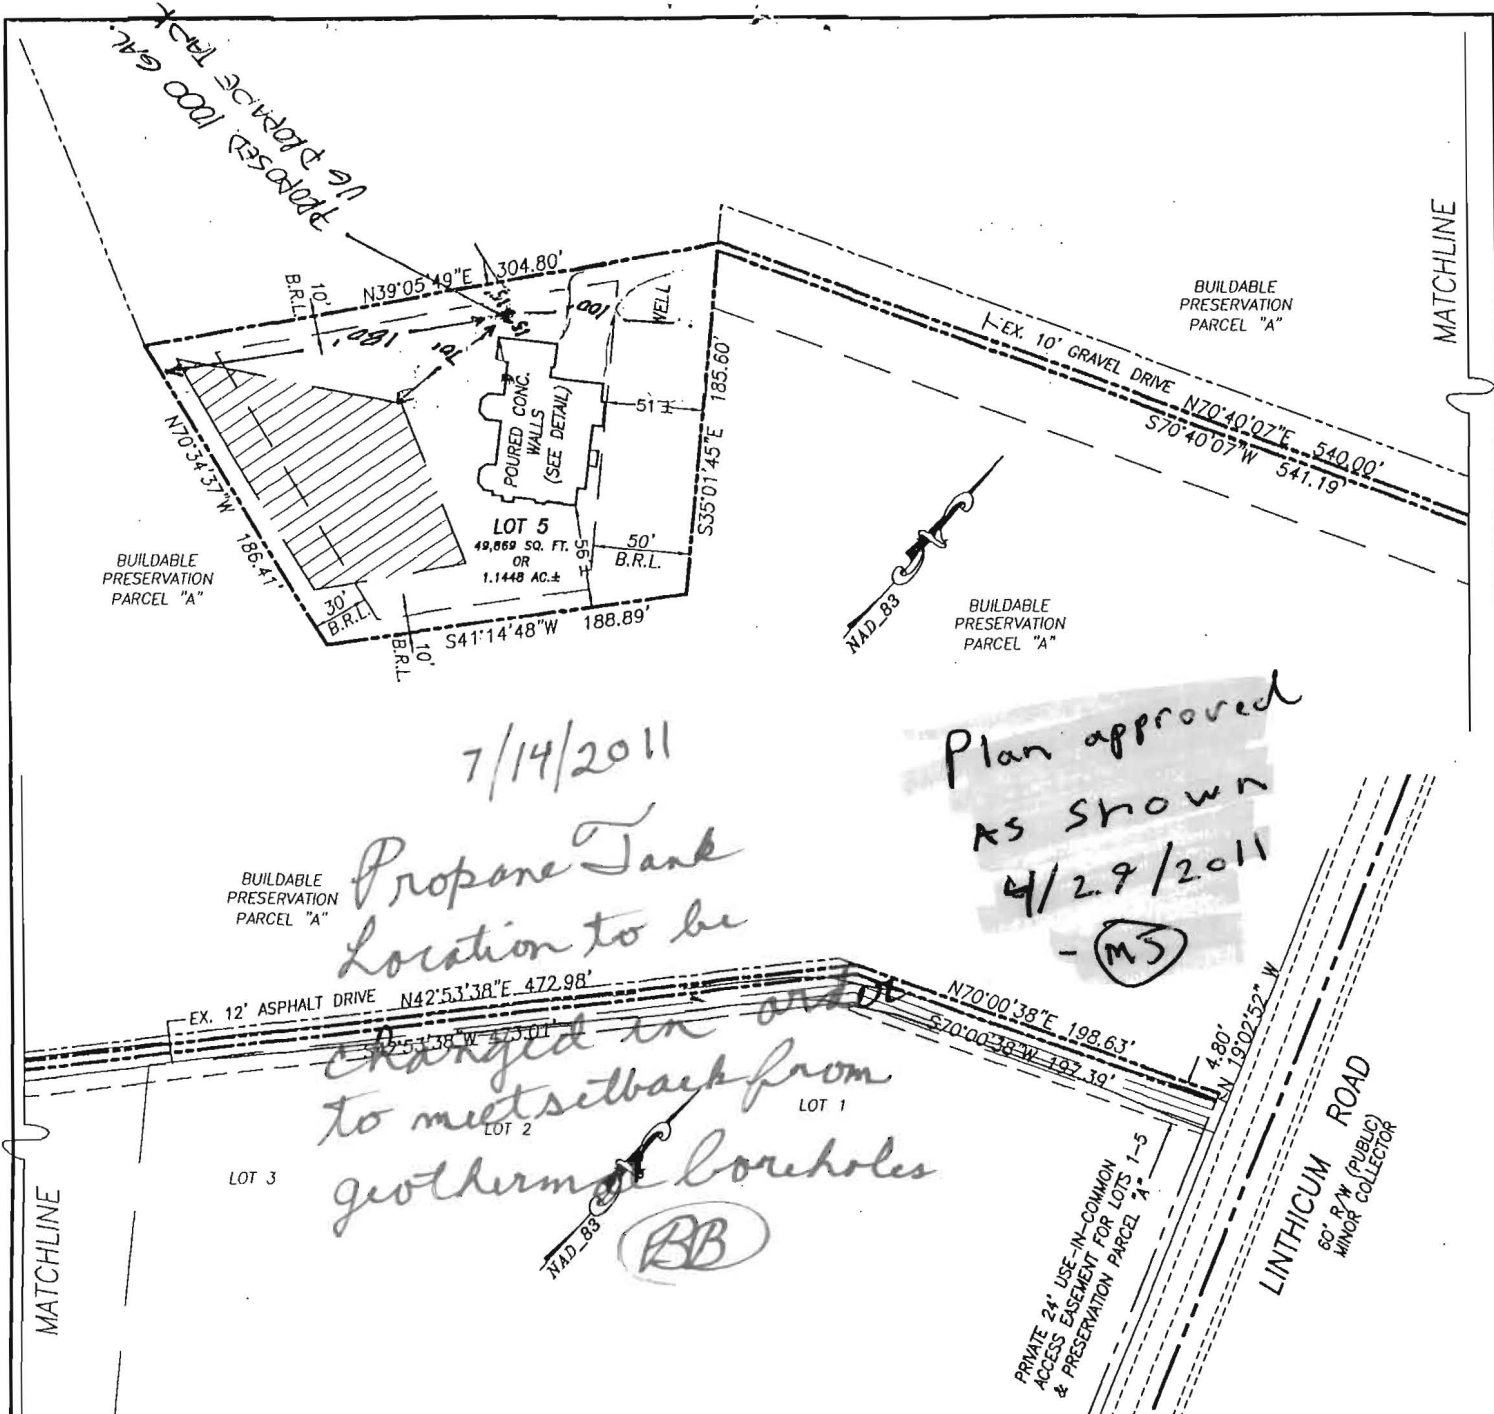 PROPOSED 1000 GAL.
UG PROPANE TANK
N39°05'49"E 304.80'
B.R.L.
10'
180'
15'
15'
100
70'
WELL
POURED CONC.
WALLS
(SEE DETAIL)
51'±
185.60'
S35°01'45"E
N70°34'37"W 186.41'
LOT 5
49,869 SQ. FT.
OR
1.1448 AC.±
56'±
50'
B.R.L.
30'
B.R.L.
10'
B.R.L.
S41°14'48"W 188.89'
BUILDABLE
PRESERVATION
PARCEL "A"
EX. 10' GRAVEL DRIVE
N70°40'07"E 540.00'
S70°40'07"W 541.19'
BUILDABLE
PRESERVATION
PARCEL "A"
MATCHLINE
NAD_83
BUILDABLE
PRESERVATION
PARCEL "A"
Plan approved
As Shown
4/29/2011
- MJ
7/14/2011
Propane Tank
Location to be
changed in order
to meet setback from
geothermal boreholes
BB
BUILDABLE
PRESERVATION
PARCEL "A"
EX. 12' ASPHALT DRIVE N42°53'38"E 472.98'
S42°53'38"W 473.01'
N70°00'38"E 198.63'
S70°00'38"W 197.39'
4.80'
N 19°02'52" W
LOT 1
LOT 2
LOT 3
NAD_83
MATCHLINE
PRIVATE 24' USE-IN-COMMON
ACCESS EASEMENT FOR LOTS 1-5
& PRESERVATION PARCEL "A"
LINTHICUM ROAD
60' R/W (PUBLIC)
MINOR COLLECTOR